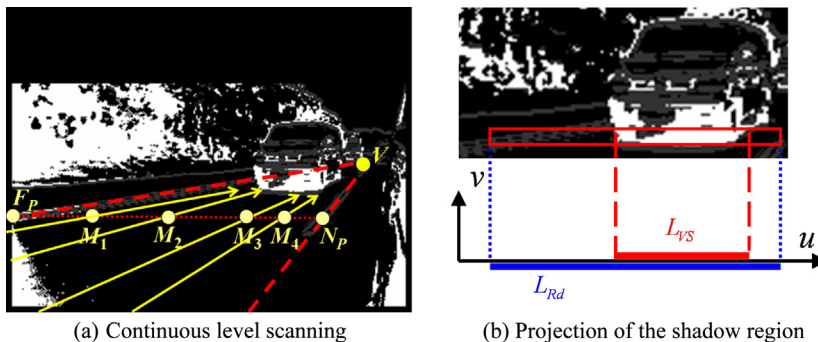 V
F_P
M_1
M_2
M_3
M_4
N_P
(a) Continuous level scanning
v
L_VS
u
L_Rd
(b) Projection of the shadow region